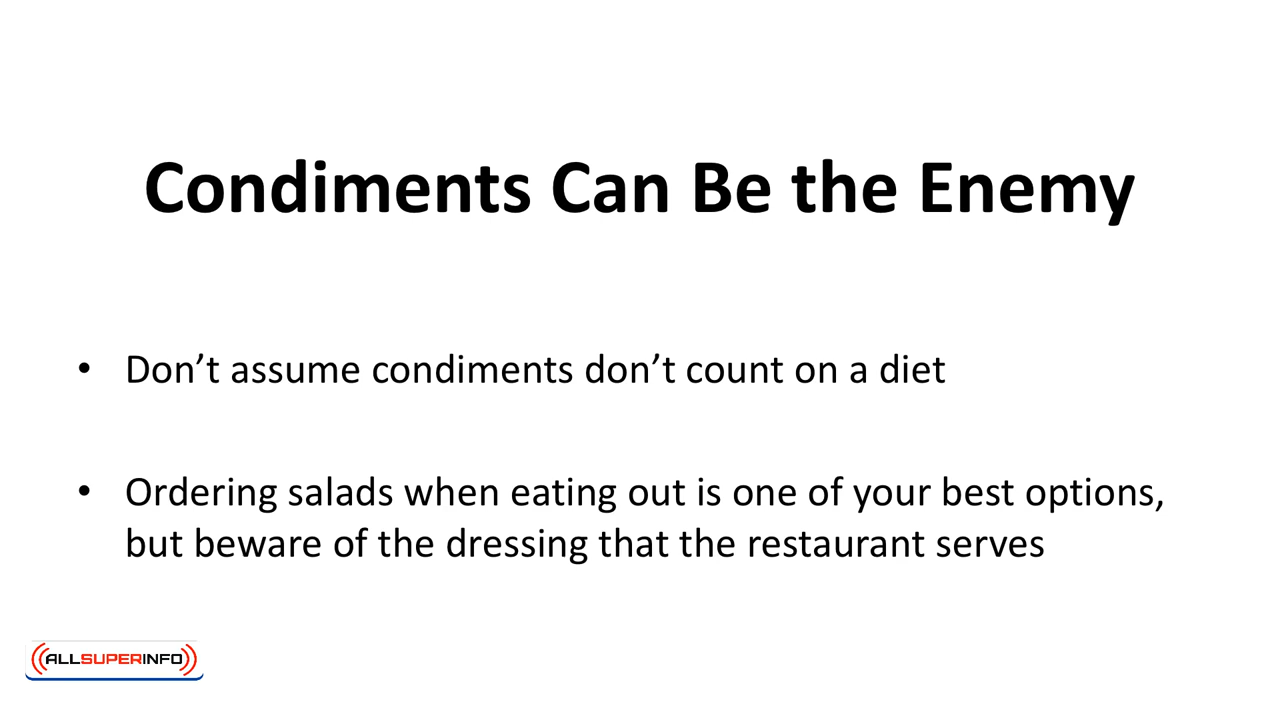 Condiments Can Be the Enemy
• Don’t assume condiments don’t count on a diet
• Ordering salads when eating out is one of your best options,
but beware of the dressing that the restaurant serves
ALLSUPERINFO